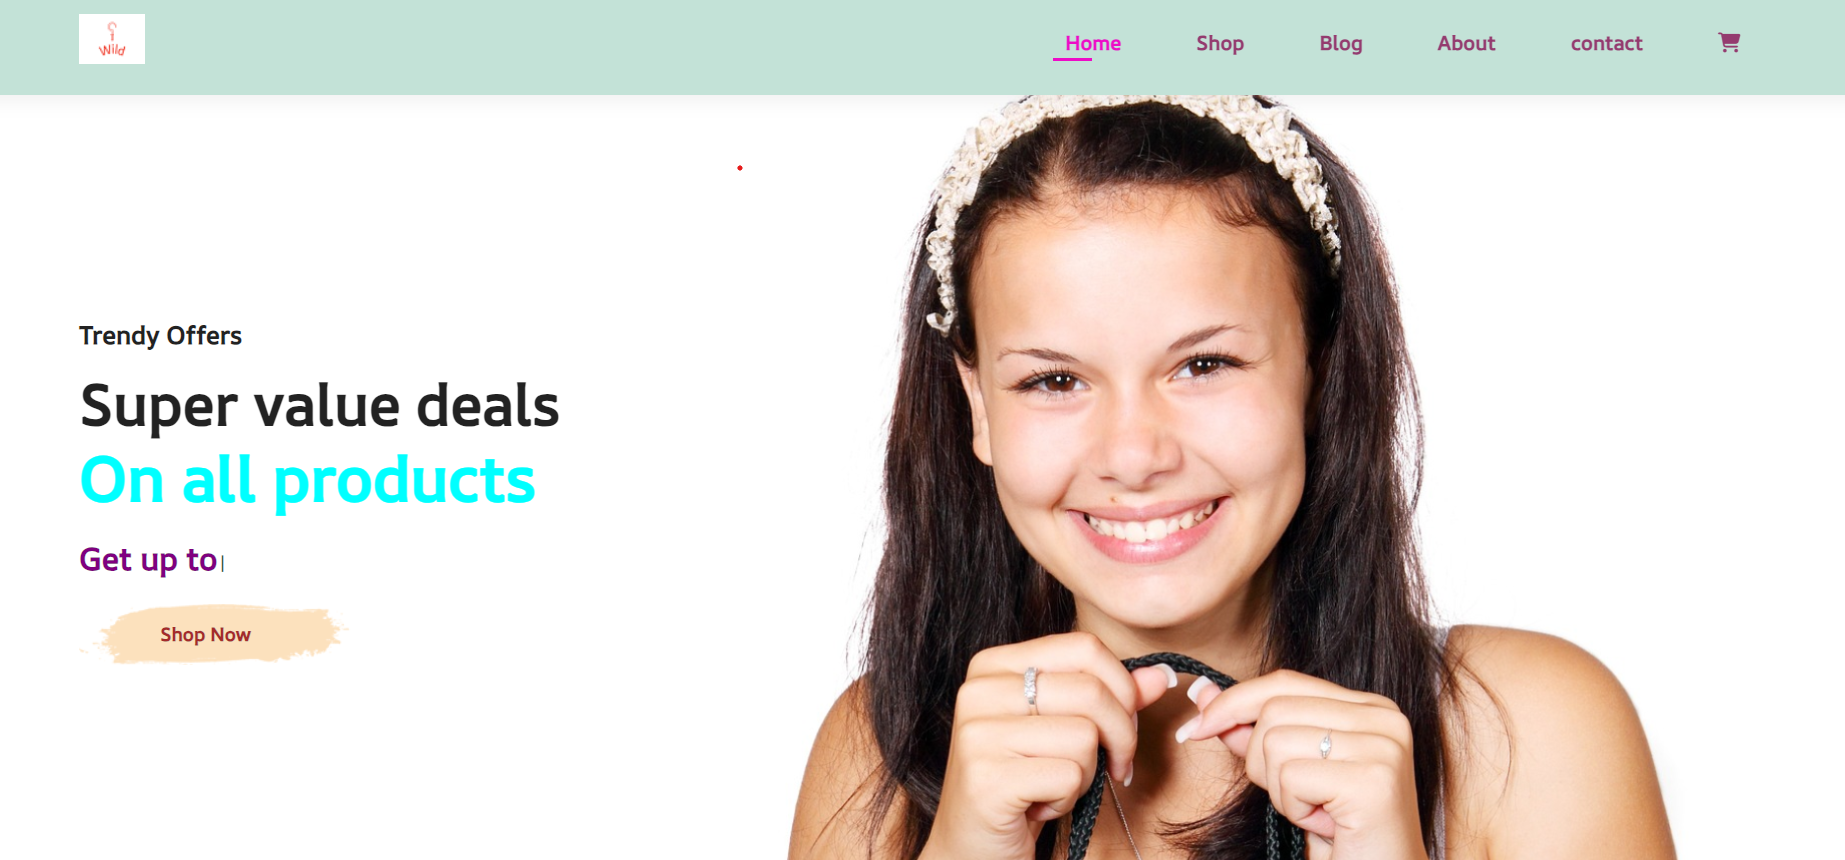 Wild
Home Shop Blog About contact
Trendy Offers
Super value deals
On all products
Get up to
Shop Now